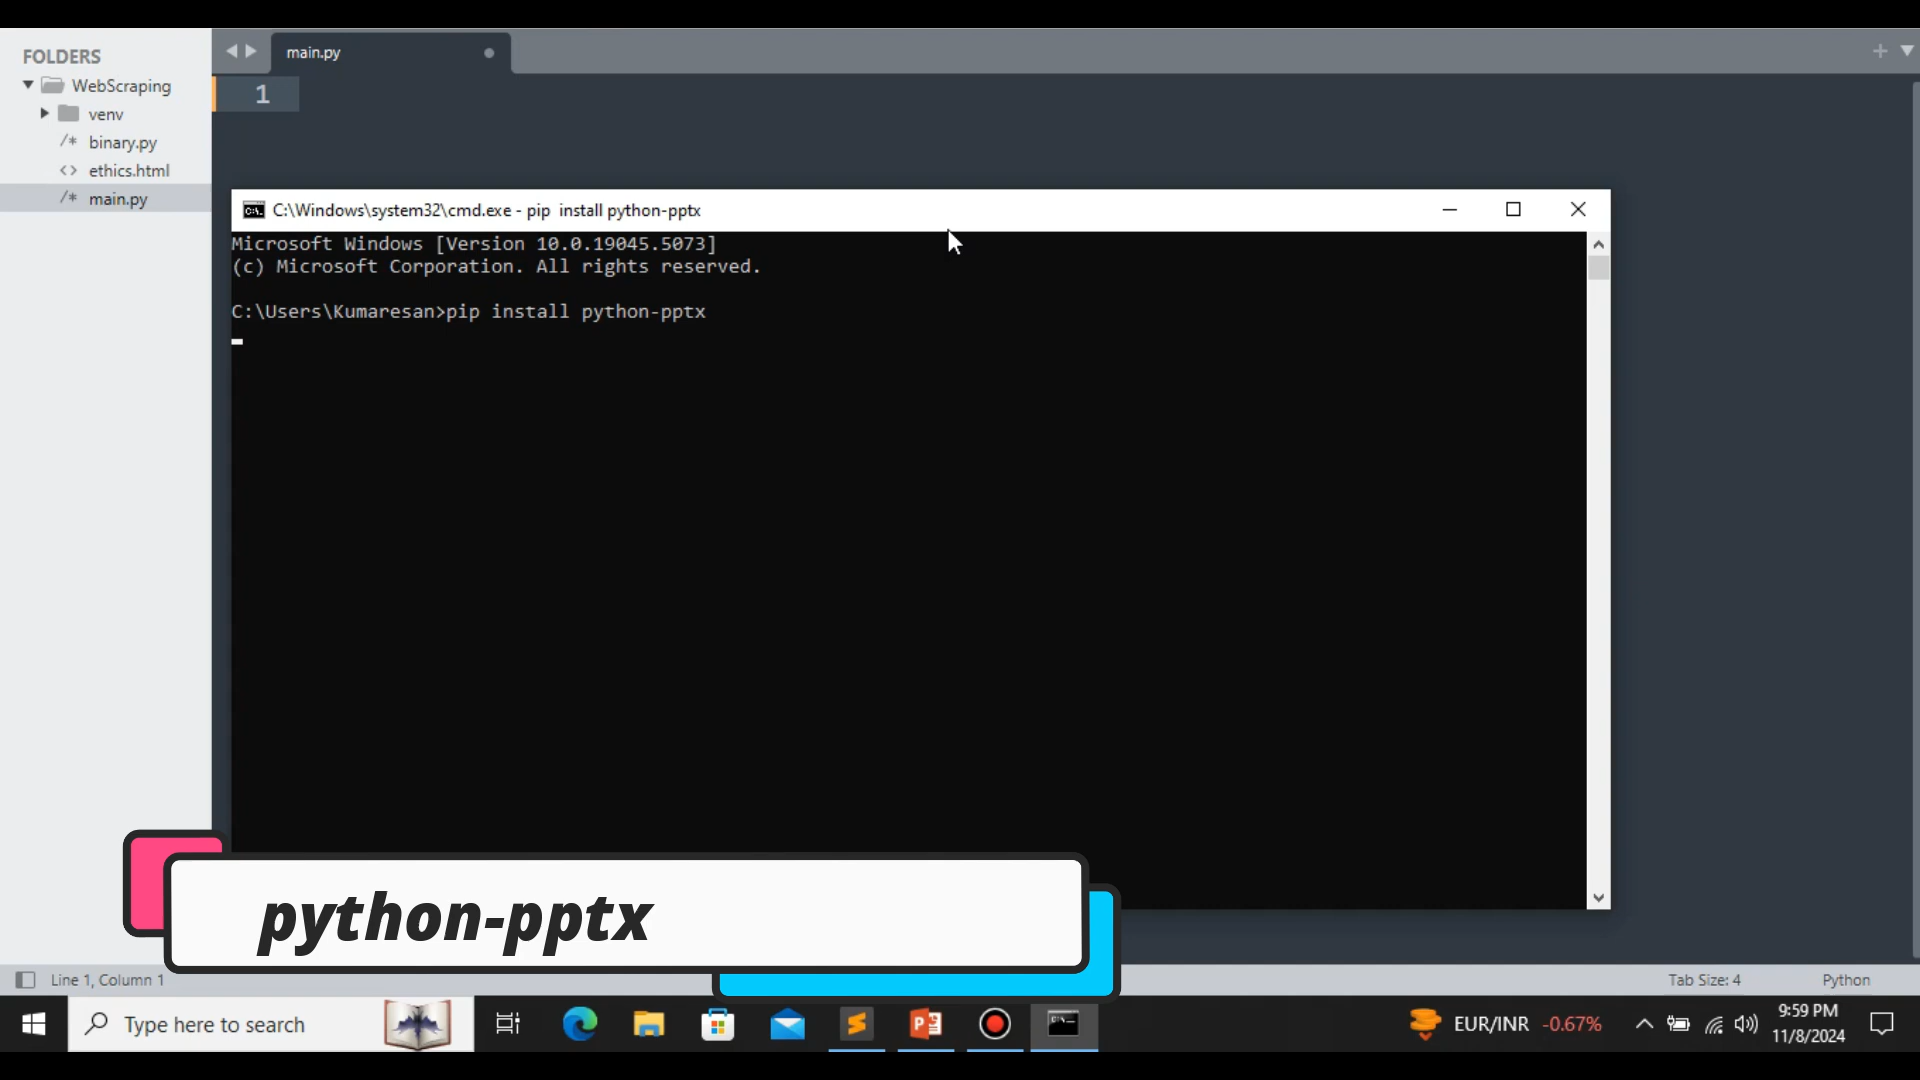 FOLDERS
WebScraping
venv
/* binary.py
<> ethics.html
/* main.py
main.py
1
C:\Windows\system32\cmd.exe - pip  install python-pptx
Microsoft Windows [Version 10.0.19045.5073]
(c) Microsoft Corporation. All rights reserved.
C:\Users\Kumaresan>pip install python-pptx
python-pptx
Line 1, Column 1
Tab Size: 4
Python
Type here to search
EUR/INR -0.67%
9:59 PM
11/8/2024